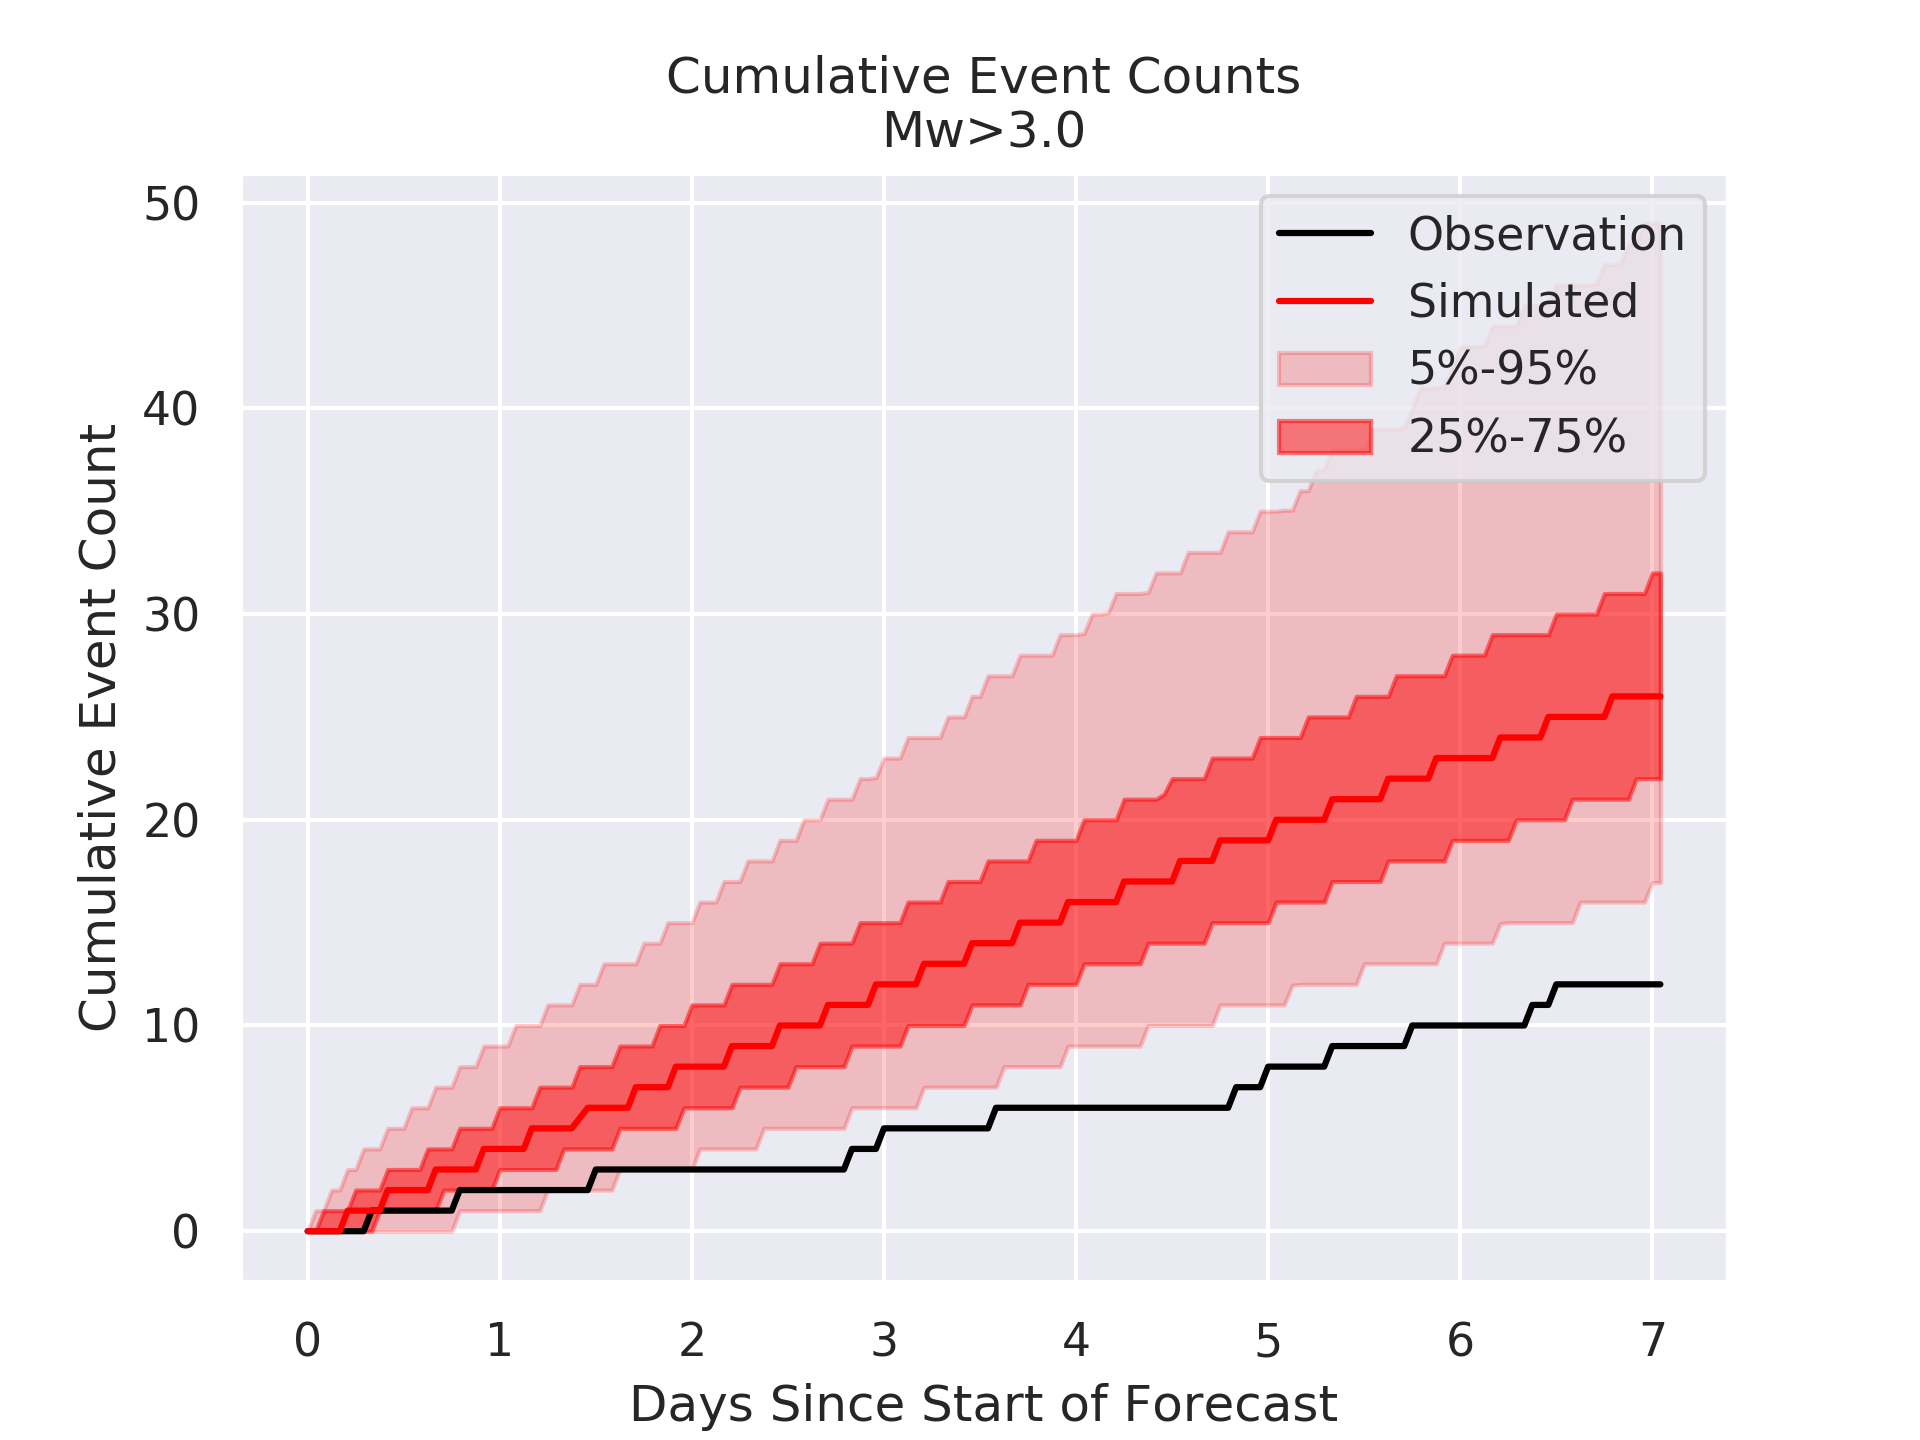 Cumulative Event Counts
Mw>3.0
Cumulative Event Count
50
40
30
20
10
0
Observation
Simulated
5%-95%
25%-75%
0 1 2 3 4 5 6 7
Days Since Start of Forecast